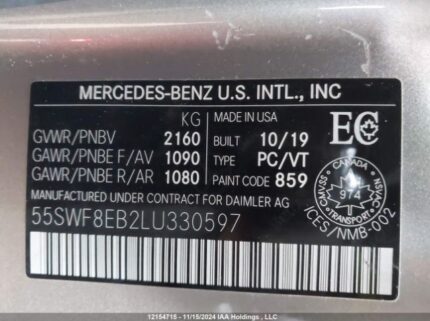 MERCEDES-BENZ U.S. INTL., INC
KG MADE IN USA
GVWR/PNBV 2160 BUILT 10/19
GAWR/PNBE F/AV 1090 TYPE PC/VT
GAWR/PNBE R/AR 1080 PAINT CODE 859
MANUFACTURED UNDER LICENSE FOR DAIMLER AG
55SWF8EB2LU330597
EC
CANADA
974
ICES/NMB-002
12154715 - 11/15/2024 IAA Holdings , LLC